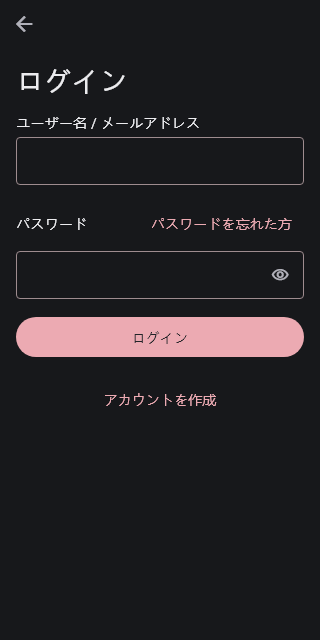 ログイン
ユーザー名 / メールアドレス
パスワード
パスワードを忘れた方
ログイン
アカウントを作成